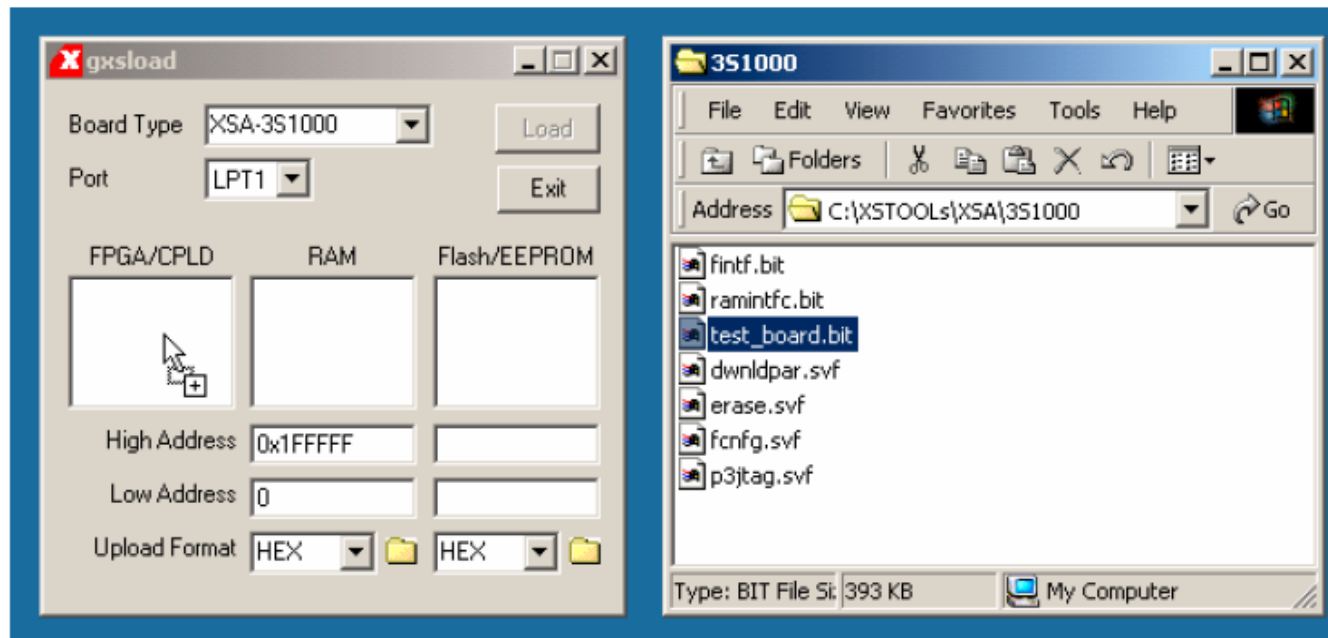 gxsload
Board Type XSA-3S1000 Load
Port LPT1 Exit
FPGA/CPLD RAM Flash/EEPROM
High Address 0x1FFFFF
Low Address 0
Upload Format HEX HEX
3S1000
File Edit View Favorites Tools Help
Folders
Address C:\XSTOOLs\XSA\3S1000 Go
fintf.bit
ramintfc.bit
test_board.bit
dwnldpar.svf
erase.svf
fcnfg.svf
p3jtag.svf
Type: BIT File Si: 393 KB My Computer